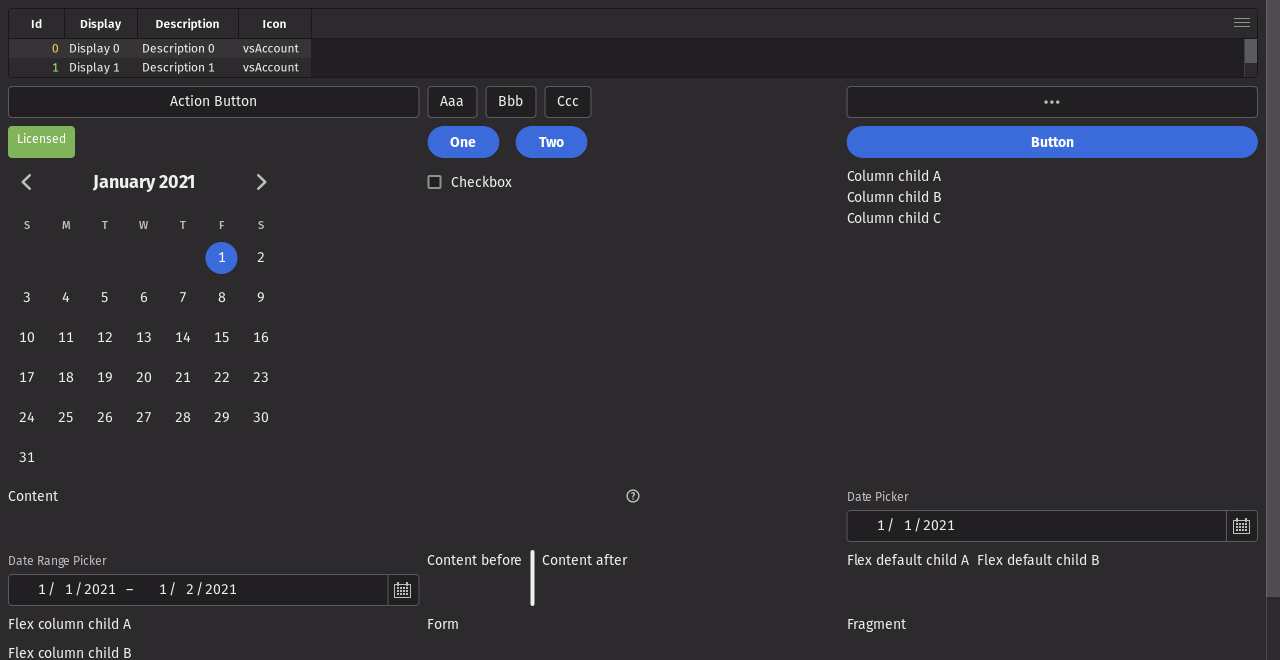 Id Display Description Icon
0 Display 0 Description 0 vsAccount
1 Display 1 Description 1 vsAccount
Action Button Aaa Bbb Ccc
Licensed One Two Button
January 2021 Checkbox Column child A
Column child B
Column child C
S M T W T F S
1 2
3 4 5 6 7 8 9
10 11 12 13 14 15 16
17 18 19 20 21 22 23
24 25 26 27 28 29 30
31
Content Date Picker
1 / 1 / 2021
Date Range Picker Content before Content after Flex default child A Flex default child B
1 / 1 / 2021 – 1 / 2 / 2021
Flex column child A Form Fragment
Flex column child B